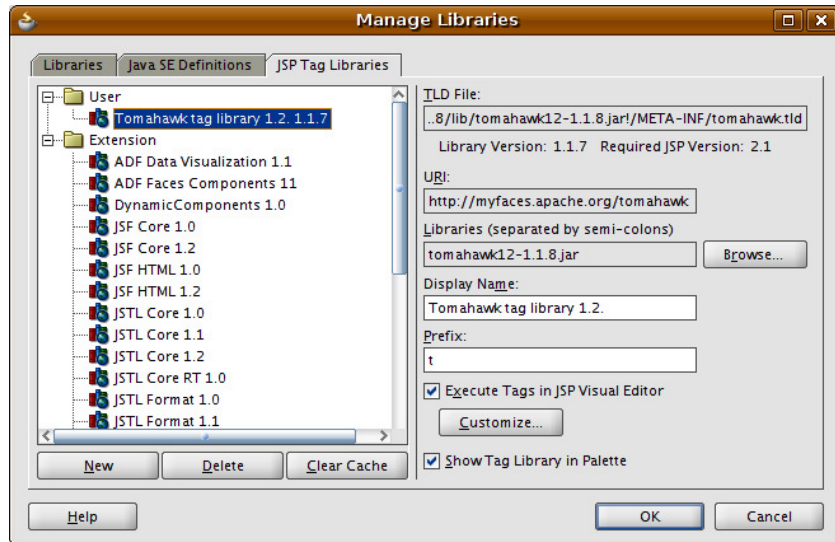 Manage Libraries
Libraries
Java SE Definitions
JSP Tag Libraries
User
Tomahawk tag library 1.2. 1.1.7
Extension
ADF Data Visualization 1.1
ADF Faces Components 11
DynamicComponents 1.0
JSF Core 1.0
JSF Core 1.2
JSF HTML 1.0
JSF HTML 1.2
JSTL Core 1.0
JSTL Core 1.1
JSTL Core 1.2
JSTL Core RT 1.0
JSTL Format 1.0
JSTL Format 1.1
New
Delete
Clear Cache
TLD File:
..8/lib/tomahawk12-1.1.8.jar!/META-INF/tomahawk.tld
Library Version: 1.1.7 Required JSP Version: 2.1
URI:
http://myfaces.apache.org/tomahawk
Libraries (separated by semi-colons)
tomahawk12-1.1.8.jar
Browse...
Display Name:
Tomahawk tag library 1.2.
Prefix:
t
Execute Tags in JSP Visual Editor
Customize...
Show Tag Library in Palette
Help
OK
Cancel